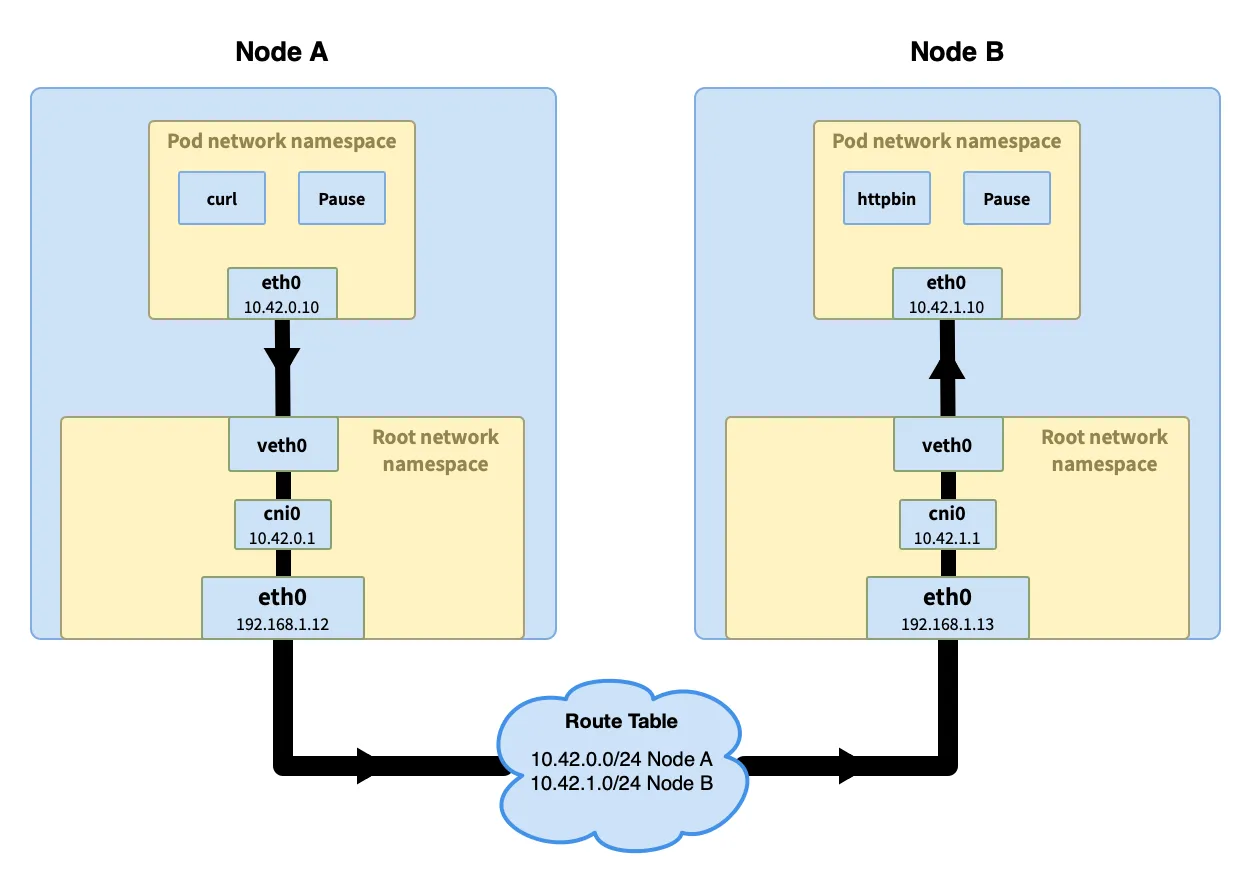 Node A
Pod network namespace
curl
Pause
eth0
10.42.0.10
veth0
Root network
namespace
cni0
10.42.0.1
eth0
192.168.1.12
Node B
Pod network namespace
httpbin
Pause
eth0
10.42.1.10
veth0
Root network
namespace
cni0
10.42.1.1
eth0
192.168.1.13
Route Table
10.42.0.0/24 Node A
10.42.1.0/24 Node B